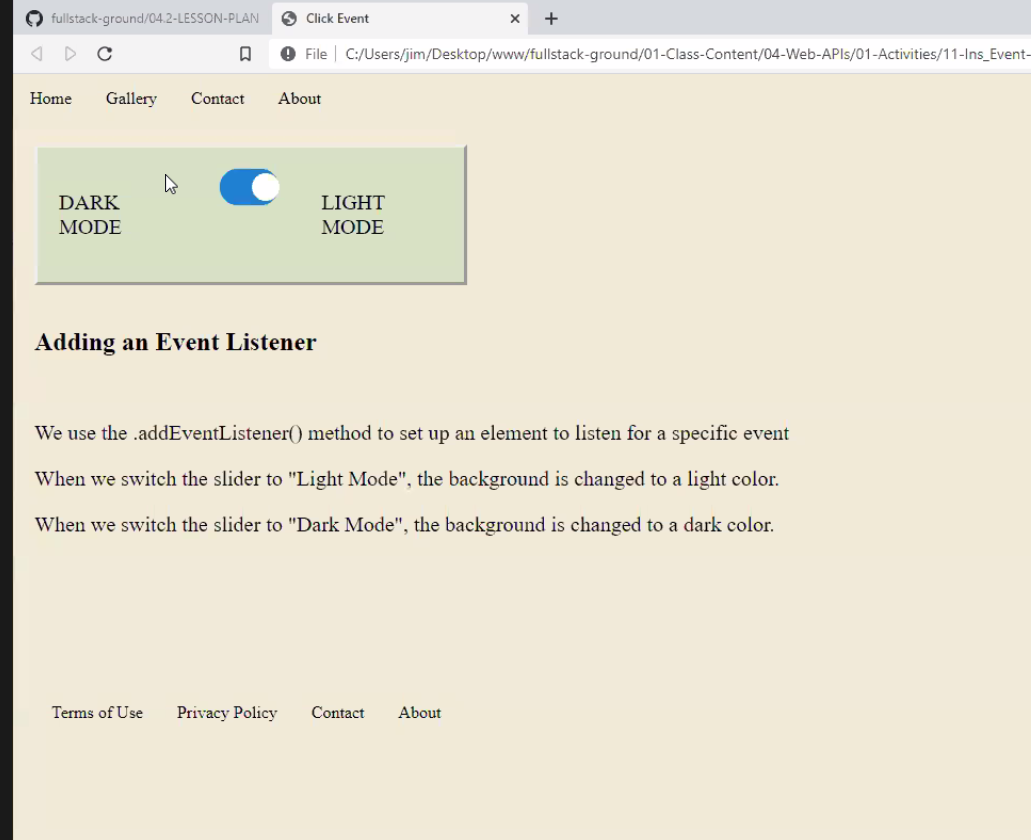 fullstack-ground/04.2-LESSON-PLAN
Click Event
File
C:/Users/jim/Desktop/www/fullstack-ground/01-Class-Content/04-Web-APIs/01-Activities/11-Ins_Event-
Home Gallery Contact About
DARK MODE
LIGHT MODE
Adding an Event Listener
We use the .addEventListener() method to set up an element to listen for a specific event
When we switch the slider to "Light Mode", the background is changed to a light color.
When we switch the slider to "Dark Mode", the background is changed to a dark color.
Terms of Use Privacy Policy Contact About